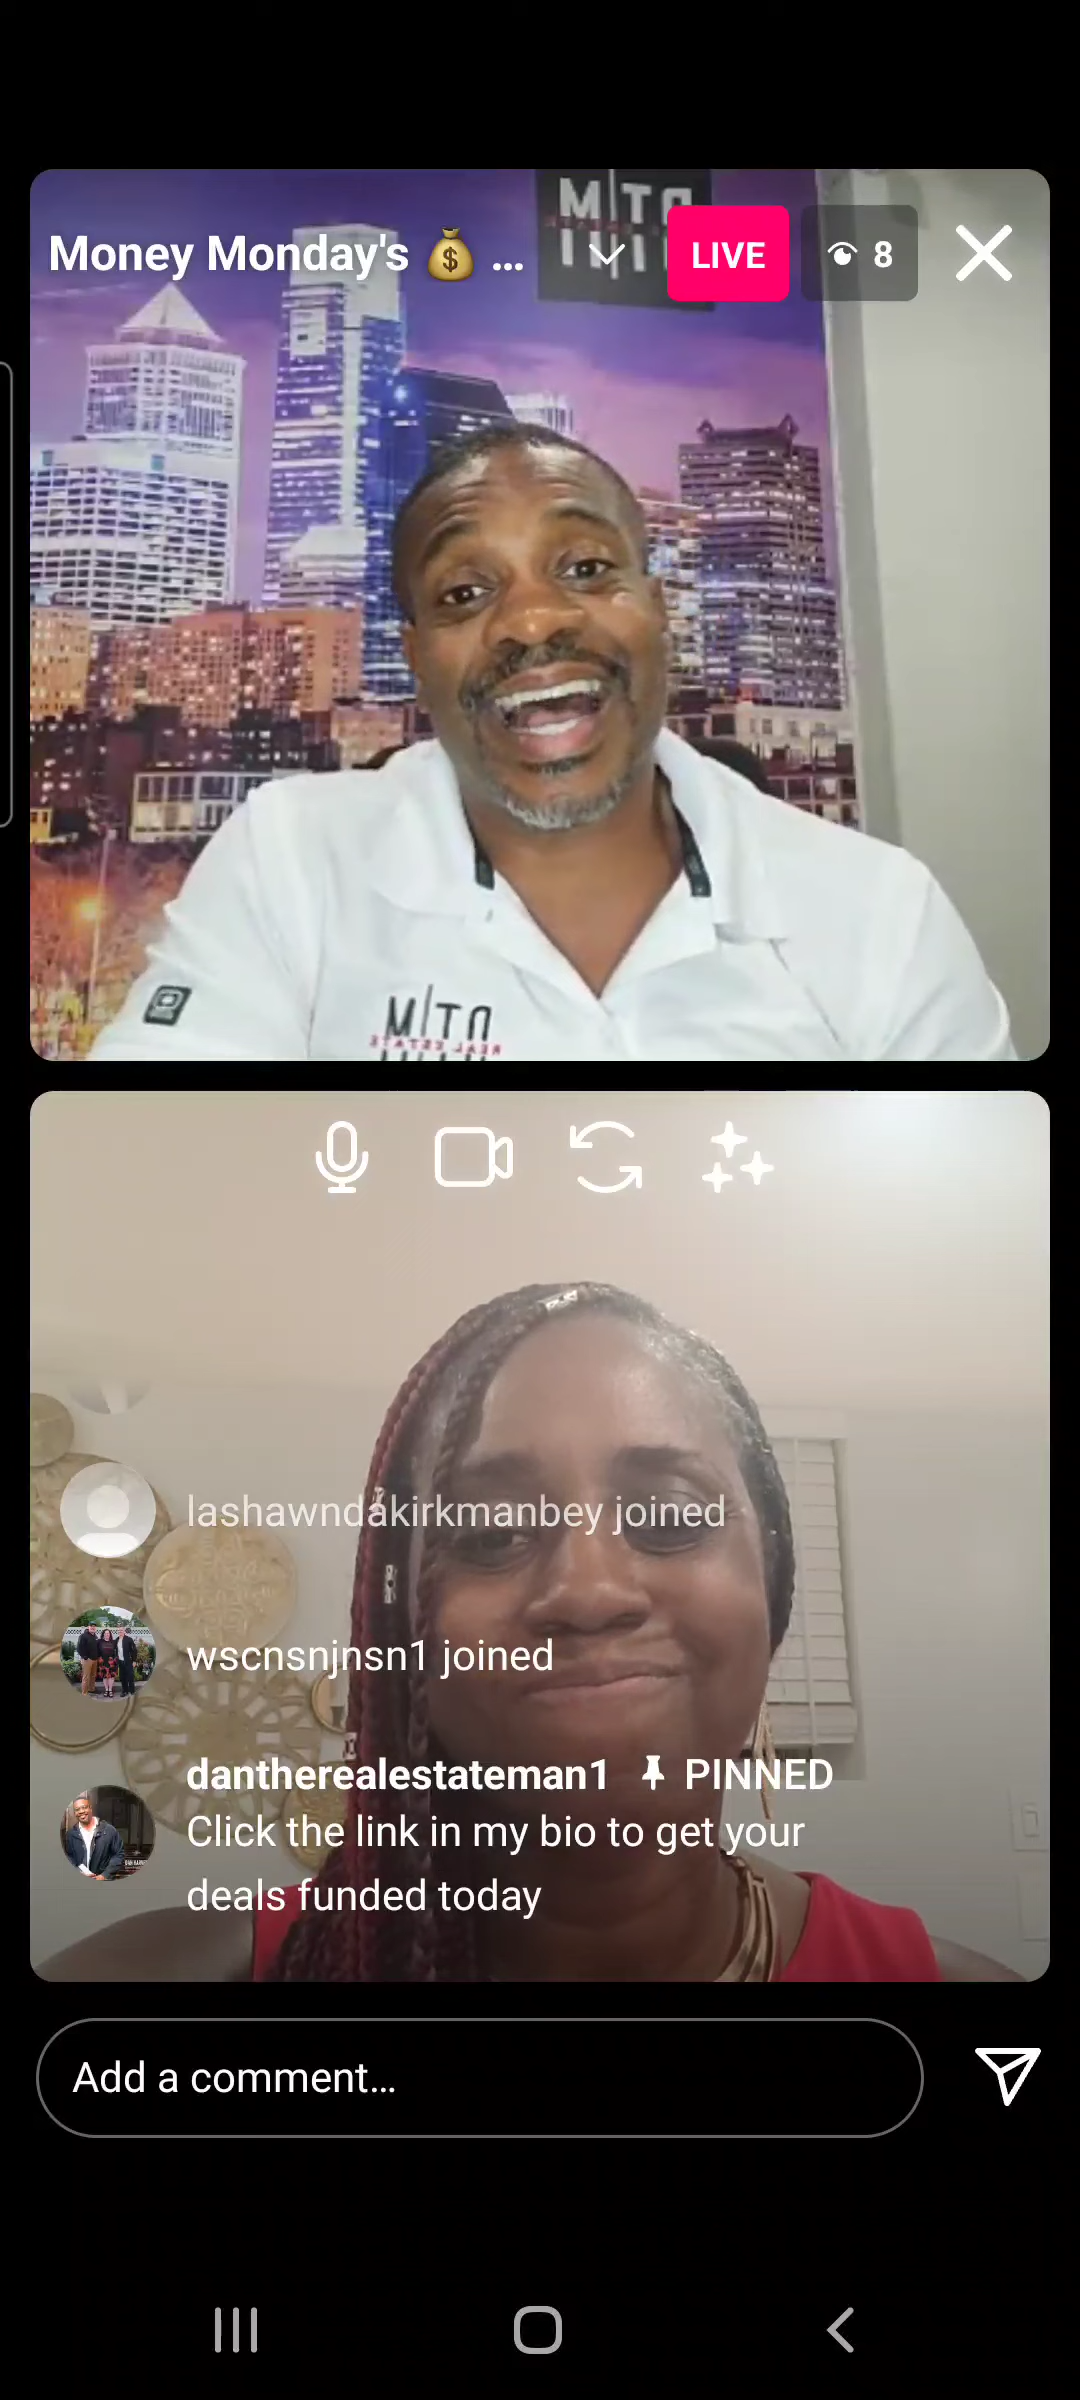 Money Monday's 💰 ...
LIVE
8
lashawndakirkmanbey joined
wscnsnjnsn1 joined
dantherealestateman1 PINNED
Click the link in my bio to get your
deals funded today
Add a comment...